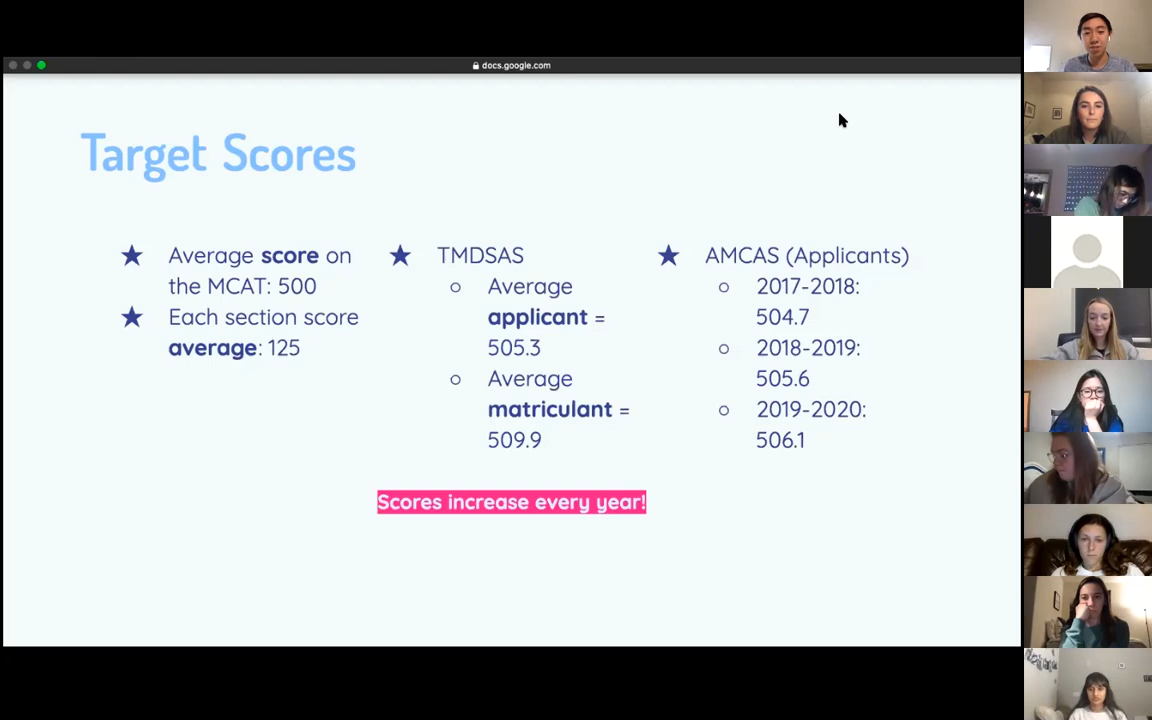 docs.google.com
Target Scores
★ Average score on
the MCAT: 500
★ Each section score
average: 125
★ TMDSAS
○ Average
applicant =
505.3
○ Average
matriculant =
509.9
★ AMCAS (Applicants)
○ 2017-2018:
504.7
○ 2018-2019:
505.6
○ 2019-2020:
506.1
Scores increase every year!